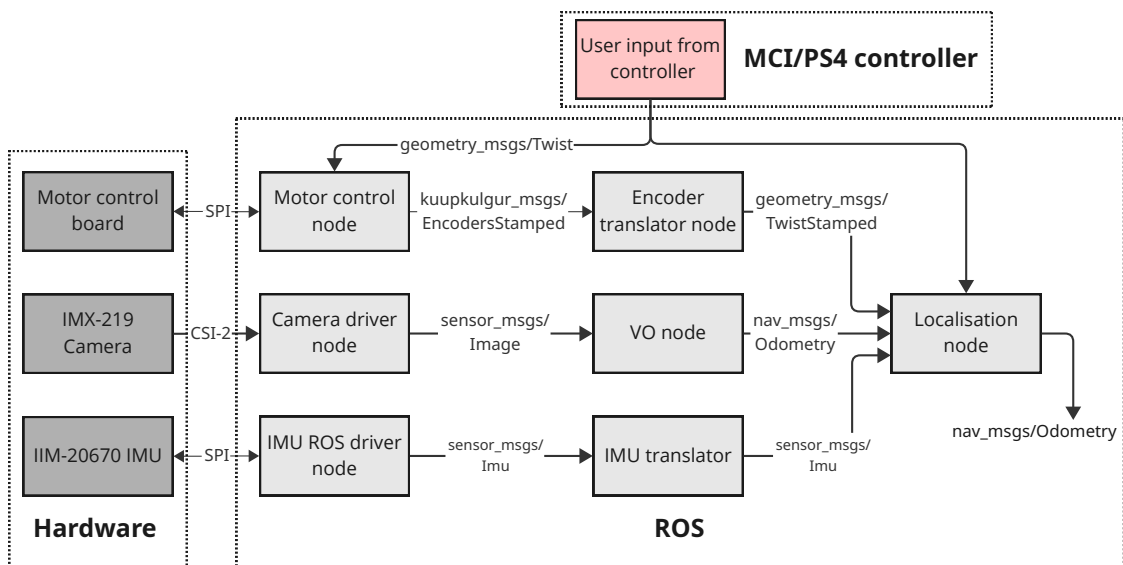 User input from
controller
MCI/PS4 controller
geometry_msgs/Twist
Motor control
board
SPI
Motor control
node
kuupkulgur_msgs/
EncodersStamped
Encoder
translator node
geometry_msgs/
TwistStamped
IMX-219
Camera
CSI-2
Camera driver
node
sensor_msgs/
Image
VO node
nav_msgs/
Odometry
Localisation
node
nav_msgs/Odometry
IIM-20670 IMU
SPI
IMU ROS driver
node
sensor_msgs/
Imu
IMU translator
sensor_msgs/
Imu
Hardware
ROS